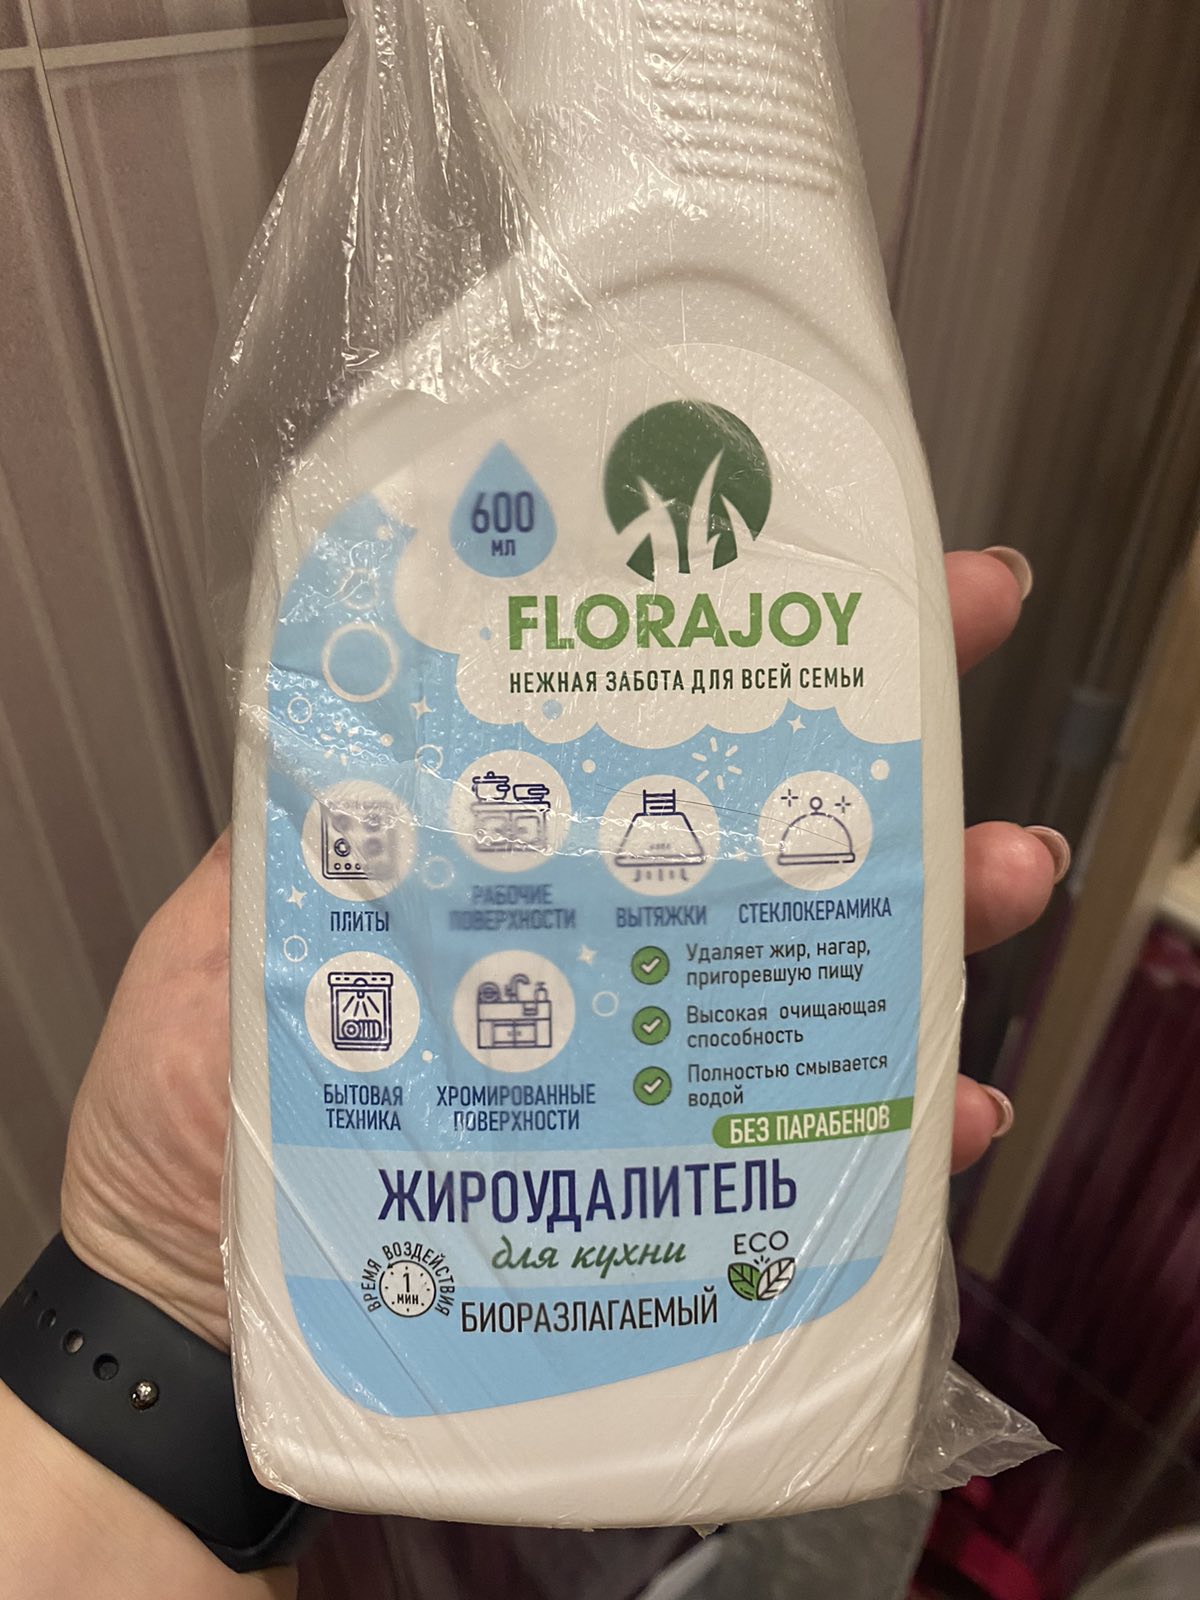 600
МЛ
FLORAJOY
НЕЖНАЯ ЗАБОТА ДЛЯ ВСЕЙ СЕМЬИ
ПЛИТЫ
РАБОЧИЕ
ПОВЕРХНОСТИ
ВЫТЯЖКИ
СТЕКЛОКЕРАМИКА
Удаляет жир, нагар,
пригоревшую пищу
Высокая очищающая
способность
Полностью смывается
водой
БЫТОВАЯ
ТЕХНИКА
ХРОМИРОВАННЫЕ
ПОВЕРХНОСТИ
БЕЗ ПАРАБЕНОВ
ЖИРОУДАЛИТЕЛЬ
для кухни
ECO
ВРЕМЯ ВОЗДЕЙСТВИЯ
1
МИН.
БИОРАЗЛАГАЕМЫЙ